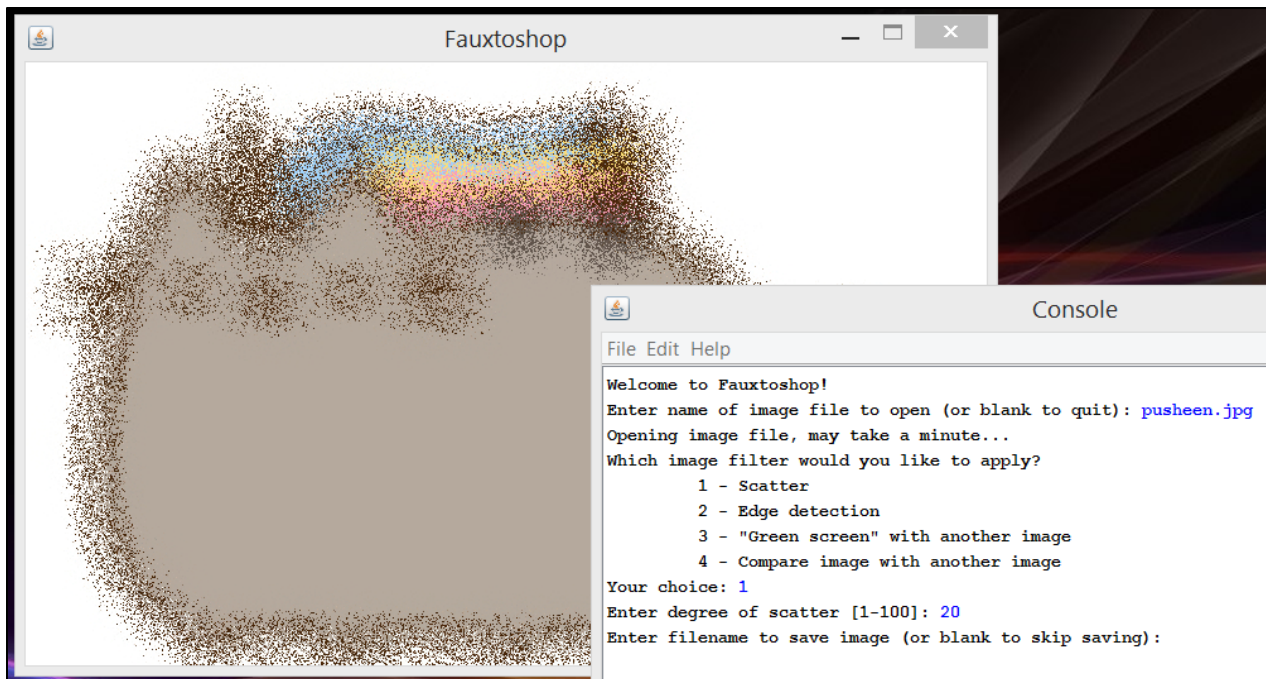 Fauxtoshop
Console
File Edit Help
Welcome to Fauxtoshop!
Enter name of image file to open (or blank to quit): pusheen.jpg
Opening image file, may take a minute...
Which image filter would you like to apply?
1 - Scatter
2 - Edge detection
3 - "Green screen" with another image
4 - Compare image with another image
Your choice: 1
Enter degree of scatter [1-100]: 20
Enter filename to save image (or blank to skip saving):